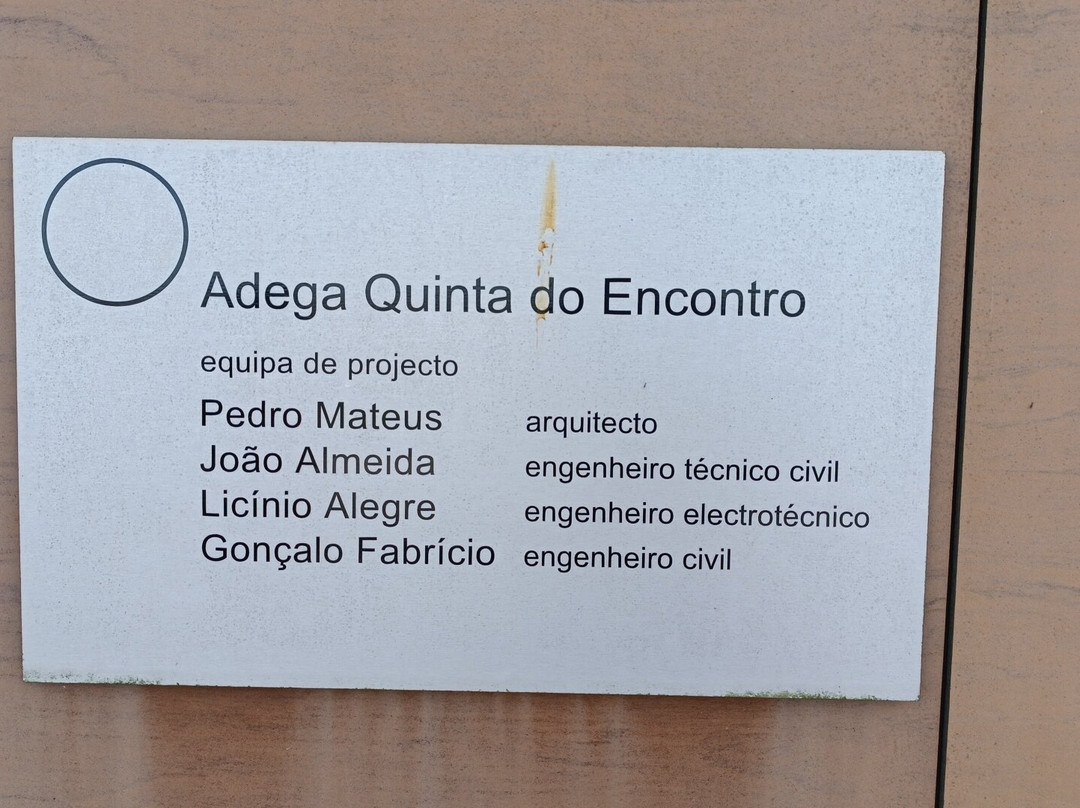 Adega Quinta do Encontro
equipa de projecto
Pedro Mateus arquitecto
João Almeida engenheiro técnico civil
Licínio Alegre engenheiro electrotécnico
Gonçalo Fabrício engenheiro civil